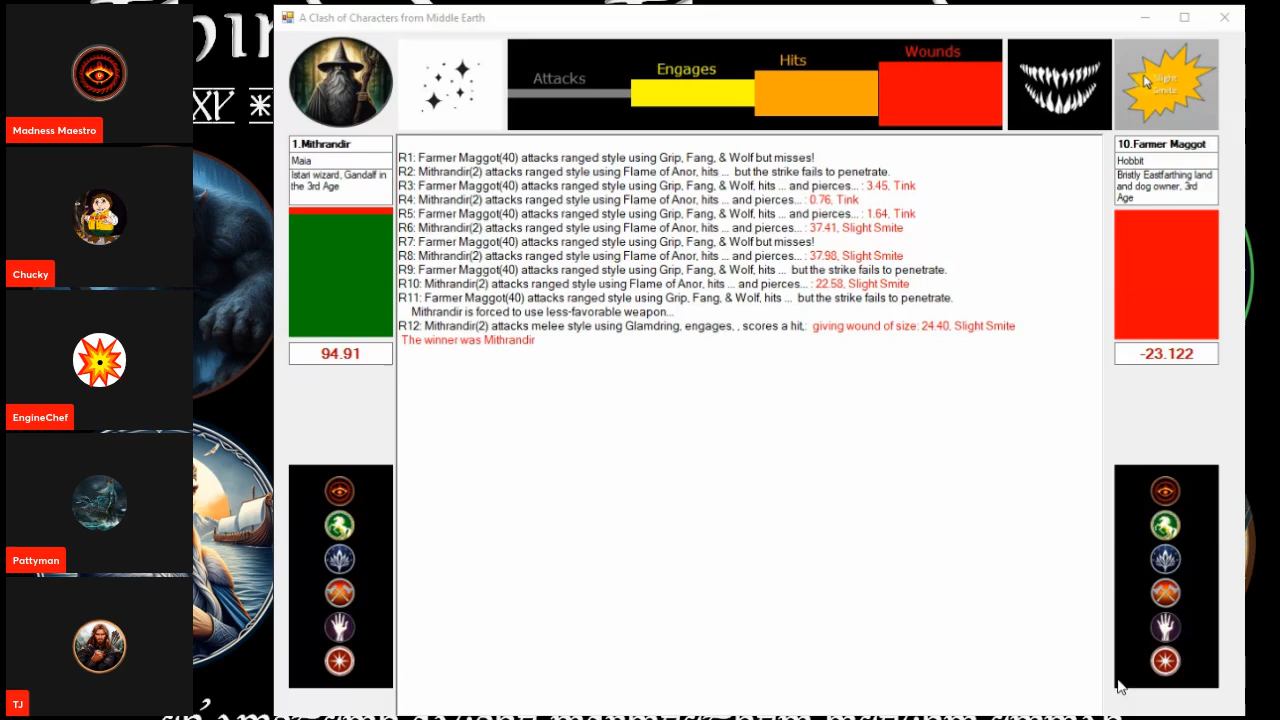 A Clash of Characters from Middle Earth
Attacks
Engages
Hits
Wounds
Slight
Smite
Madness Maestro
Chucky
EngineChef
Pattyman
TJ
1.Mithrandir
Maia
Istari wizard, Gandalf in
the 3rd Age
94.91
R1: Farmer Maggot(40) attacks ranged style using Grip, Fang, & Wolf but misses!
R2: Mithrandir(2) attacks ranged style using Flame of Anor, hits ... but the strike fails to penetrate.
R3: Farmer Maggot(40) attacks ranged style using Grip, Fang, & Wolf, hits ... and pierces... : 3.45, Tink
R4: Mithrandir(2) attacks ranged style using Flame of Anor, hits ... and pierces... : 0.76, Tink
R5: Farmer Maggot(40) attacks ranged style using Grip, Fang, & Wolf, hits ... and pierces... : 1.64, Tink
R6: Mithrandir(2) attacks ranged style using Flame of Anor, hits ... and pierces... : 37.41, Slight Smite
R7: Farmer Maggot(40) attacks ranged style using Grip, Fang, & Wolf but misses!
R8: Mithrandir(2) attacks ranged style using Flame of Anor, hits ... and pierces... : 37.98, Slight Smite
R9: Farmer Maggot(40) attacks ranged style using Grip, Fang, & Wolf, hits ... but the strike fails to penetrate.
R10: Mithrandir(2) attacks ranged style using Flame of Anor, hits ... and pierces... : 22.58, Slight Smite
R11: Farmer Maggot(40) attacks ranged style using Grip, Fang, & Wolf, hits ... but the strike fails to penetrate.
Mithrandir is forced to use less-favorable weapon...
R12: Mithrandir(2) attacks melee style using Glamdring, engages, , scores a hit,: giving wound of size: 24.40, Slight Smite
The winner was Mithrandir
10.Farmer Maggot
Hobbit
Bristly Eastfarthing land
and dog owner, 3rd
Age
-23.122